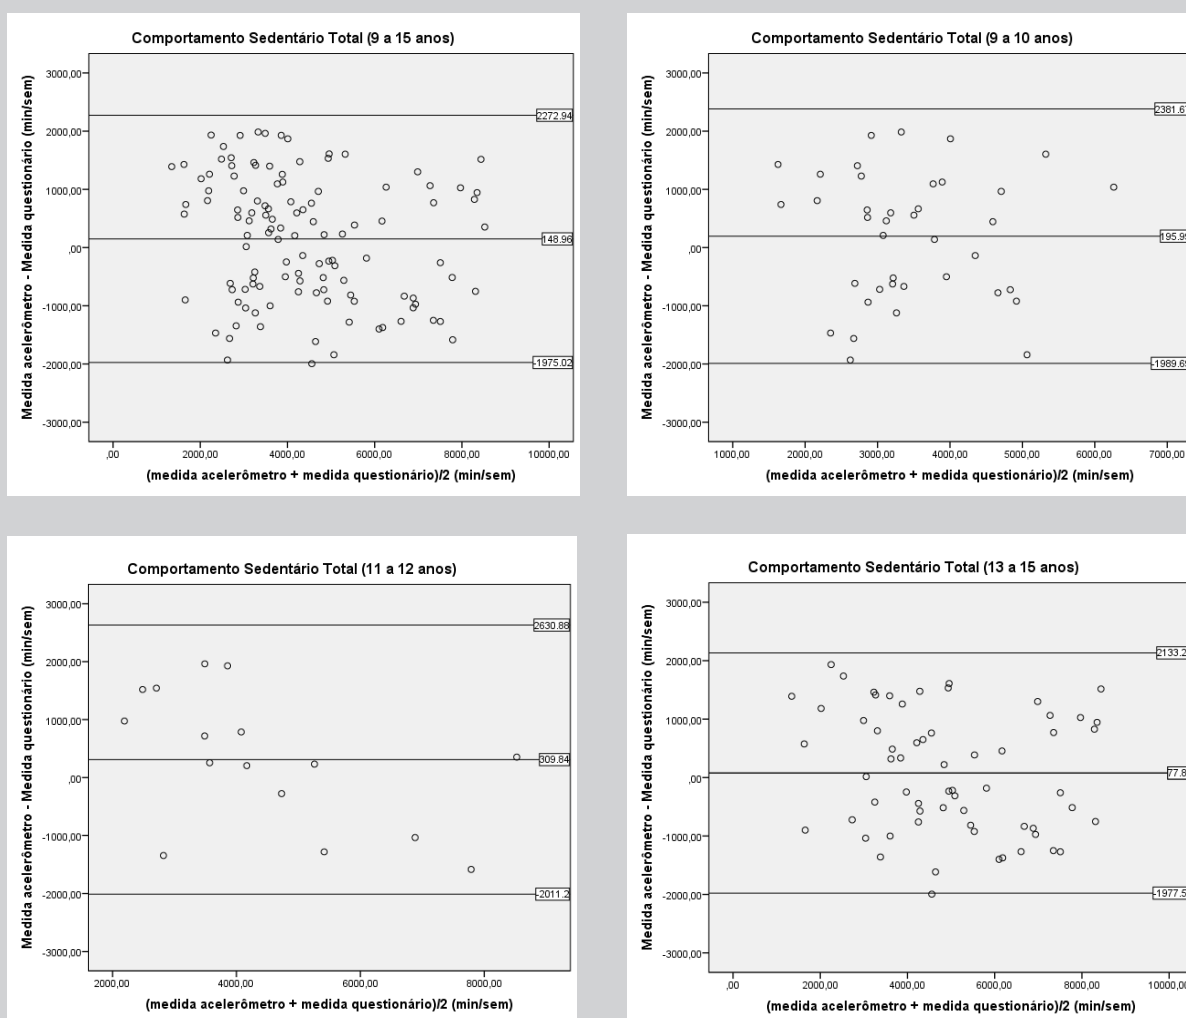 Comportamento Sedentário Total (9 a 15 anos)
Medida acelerômetro - Medida questionário (min/sem)
3000,00
2000,00
1000,00
,00
-1000,00
-2000,00
-3000,00
2272.94
148.96
-1975.02
,00 2000,00 4000,00 6000,00 8000,00 10000,00
(medida acelerômetro + medida questionário)/2 (min/sem)
Comportamento Sedentário Total (9 a 10 anos)
Medida acelerômetro - Medida questionário (min/sem)
3000,00
2000,00
1000,00
,00
-1000,00
-2000,00
-3000,00
2381.67
195.99
-1989.69
1000,00 2000,00 3000,00 4000,00 5000,00 6000,00 7000,00
(medida acelerômetro + medida questionário)/2 (min/sem)
Comportamento Sedentário Total (11 a 12 anos)
Medida acelerômetro - Medida questionário (min/sem)
3000,00
2000,00
1000,00
,00
-1000,00
-2000,00
-3000,00
2630.88
309.84
-2011.2
2000,00 4000,00 6000,00 8000,00
(medida acelerômetro + medida questionário)/2 (min/sem)
Comportamento Sedentário Total (13 a 15 anos)
Medida acelerômetro - Medida questionário (min/sem)
3000,00
2000,00
1000,00
,00
-1000,00
-2000,00
-3000,00
2133.2
77.8
-1977.5
,00 2000,00 4000,00 6000,00 8000,00 10000,00
(medida acelerômetro + medida questionário)/2 (min/sem)